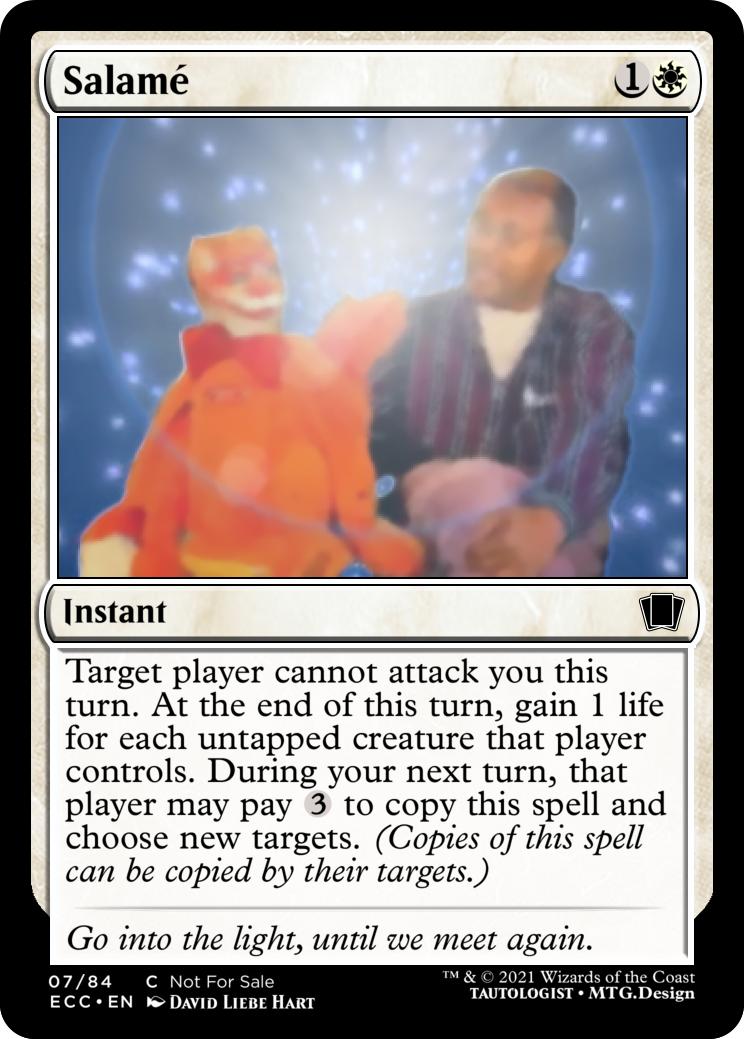 Salamé
1
Instant
Target player cannot attack you this
turn. At the end of this turn, gain 1 life
for each untapped creature that player
controls. During your next turn, that
player may pay 3 to copy this spell and
choose new targets. (Copies of this spell
can be copied by their targets.)
Go into the light, until we meet again.
07/84 C Not For Sale
ECC • EN DAVID LIEBE HART
™ & © 2021 Wizards of the Coast
TAUTOLOGIST • MTG.DESIGN